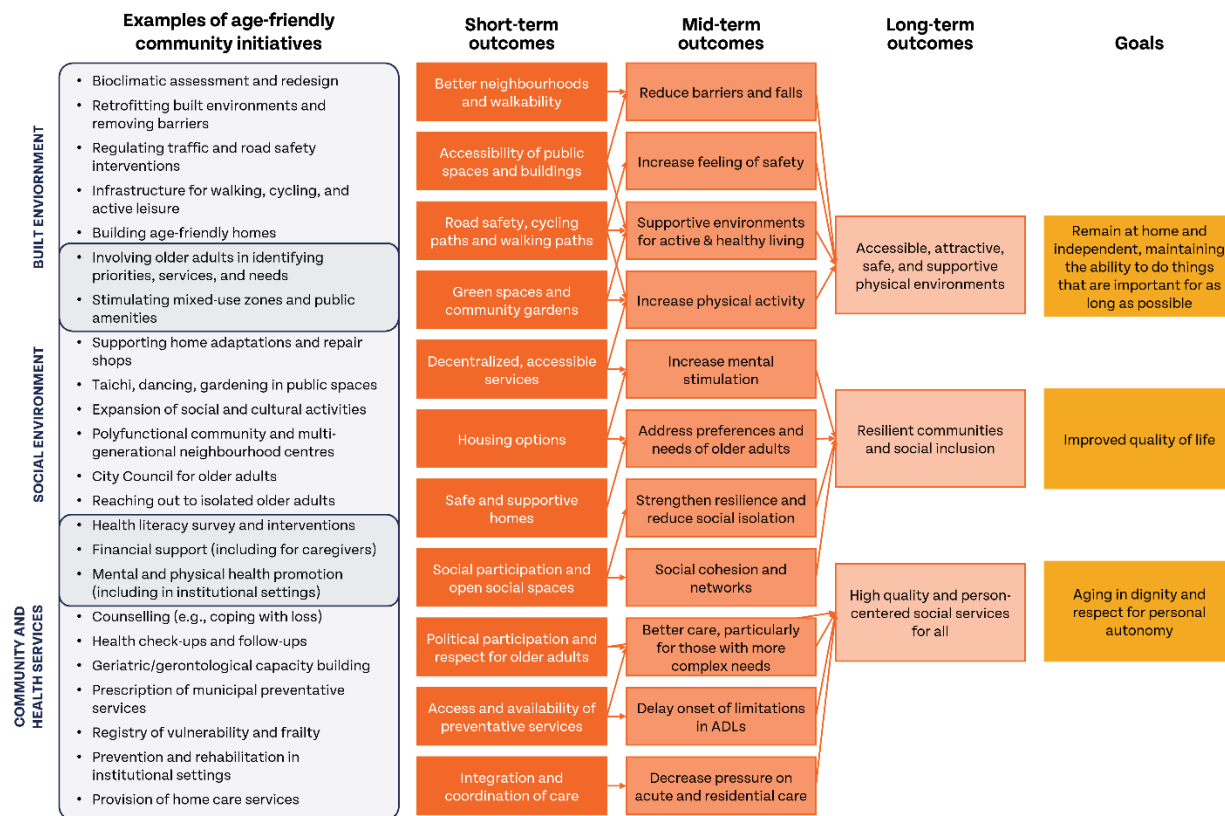 Examples of age-friendly
community initiatives
Short-term
outcomes
Mid-term
outcomes
Long-term
outcomes
Goals
BUILT ENVIORNMENT
• Bioclimatic assessment and redesign
• Retrofitting built environments and
removing barriers
• Regulating traffic and road safety
interventions
• Infrastructure for walking, cycling, and
active leisure
• Building age-friendly homes
• Involving older adults in identifying
priorities, services, and needs
• Stimulating mixed-use zones and public
amenities
SOCIAL ENVIRONMENT
• Supporting home adaptations and repair
shops
• Taichi, dancing, gardening in public spaces
• Expansion of social and cultural activities
• Polyfunctional community and multi-
generational neighbourhood centres
• City Council for older adults
• Reaching out to isolated older adults
• Health literacy survey and interventions
• Financial support (including for caregivers)
• Mental and physical health promotion
(including in institutional settings)
COMMUNITY AND
HEALTH SERVICES
• Counselling (e.g., coping with loss)
• Health check-ups and follow-ups
• Geriatric/gerontological capacity building
• Prescription of municipal preventative
services
• Registry of vulnerability and frailty
• Prevention and rehabilitation in
institutional settings
• Provision of home care services
Better neighbourhoods
and walkability
Accessibility of public
spaces and buildings
Road safety, cycling
paths and walking paths
Green spaces and
community gardens
Decentralized, accessible
services
Housing options
Safe and supportive
homes
Social participation and
open social spaces
Political participation and
respect for older adults
Access and availability of
preventative services
Integration and
coordination of care
Reduce barriers and falls
Increase feeling of safety
Supportive environments
for active & healthy living
Increase physical activity
Increase mental
stimulation
Address preferences and
needs of older adults
Strengthen resilience and
reduce social isolation
Social cohesion and
networks
Better care, particularly
for those with more
complex needs
Delay onset of limitations
in ADLs
Decrease pressure on
acute and residential care
Accessible, attractive,
safe, and supportive
physical environments
Resilient communities
and social inclusion
High quality and person-
centered social services
for all
Remain at home and
independent, maintaining
the ability to do things
that are important for as
long as possible
Improved quality of life
Aging in dignity and
respect for personal
autonomy